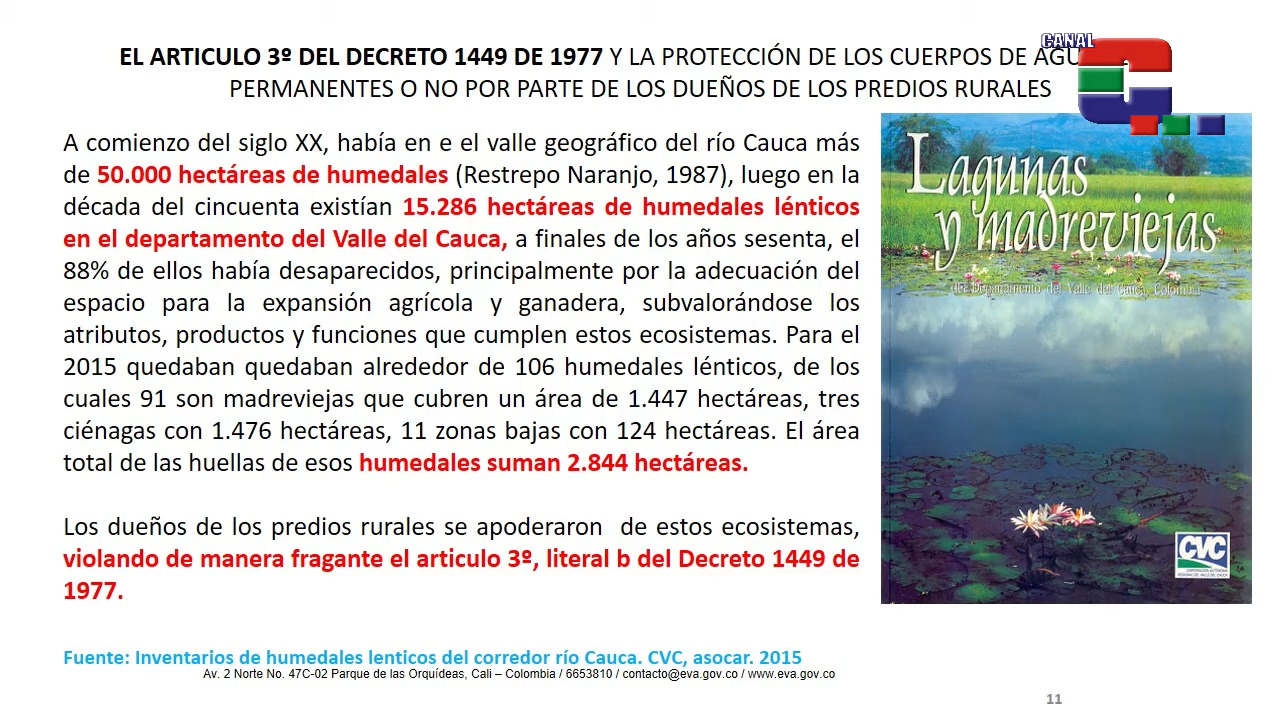 CANAL
EL ARTICULO 3º DEL DECRETO 1449 DE 1977 Y LA PROTECCIÓN DE LOS CUERPOS DE AGU
PERMANENTES O NO POR PARTE DE LOS DUEÑOS DE LOS PREDIOS RURALES
A comienzo del siglo XX, había en e el valle geográfico del río Cauca más
de 50.000 hectáreas de humedales (Restrepo Naranjo, 1987), luego en la
década del cincuenta existían 15.286 hectáreas de humedales lénticos
en el departamento del Valle del Cauca, a finales de los años sesenta, el
88% de ellos había desaparecidos, principalmente por la adecuación del
espacio para la expansión agrícola y ganadera, subvalorándose los
atributos, productos y funciones que cumplen estos ecosistemas. Para el
2015 quedaban quedaban alrededor de 106 humedales lénticos, de los
cuales 91 son madreviejas que cubren un área de 1.447 hectáreas, tres
ciénagas con 1.476 hectáreas, 11 zonas bajas con 124 hectáreas. El área
total de las huellas de esos humedales suman 2.844 hectáreas.
Los dueños de los predios rurales se apoderaron de estos ecosistemas,
violando de manera fragante el articulo 3º, literal b del Decreto 1449 de
1977.
Lagunas
y madreviejas
del Departamento del Valle del Cauca, Colombia
CVC
CORPORACIÓN AUTÓNOMA
REGIONAL DEL VALLE DEL CAUCA
Fuente: Inventarios de humedales lenticos del corredor río Cauca. CVC, asocar. 2015
Av. 2 Norte No. 47C-02 Parque de las Orquídeas, Cali – Colombia / 6653810 / contacto@eva.gov.co / www.eva.gov.co
11